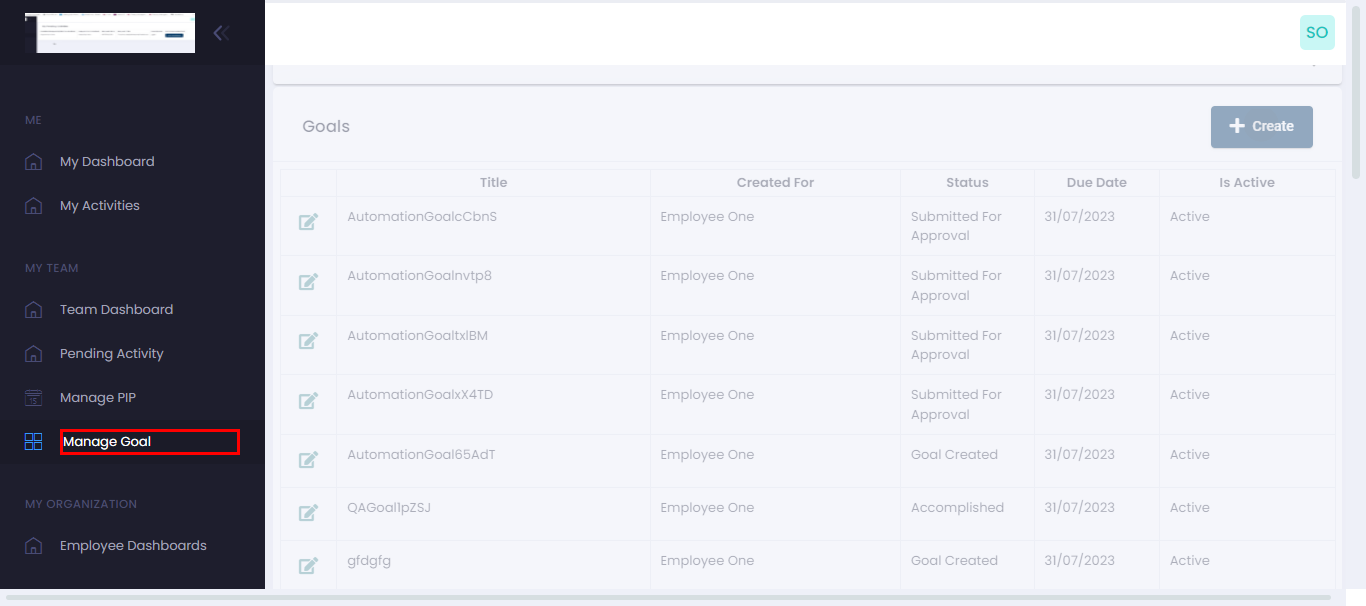 SO
ME
My Dashboard
My Activities
MY TEAM
Team Dashboard
Pending Activity
Manage PIP
Manage Goal
MY ORGANIZATION
Employee Dashboards
Goals
Create
Title Created For Status Due Date Is Active
AutomationGoalcCbnS Employee One Submitted For Approval 31/07/2023 Active
AutomationGoalnvtp8 Employee One Submitted For Approval 31/07/2023 Active
AutomationGoaltxlBM Employee One Submitted For Approval 31/07/2023 Active
AutomationGoalxX4TD Employee One Submitted For Approval 31/07/2023 Active
AutomationGoal65AdT Employee One Goal Created 31/07/2023 Active
QAGoal1pZSJ Employee One Accomplished 31/07/2023 Active
gfdgfg Employee One Goal Created 31/07/2023 Active